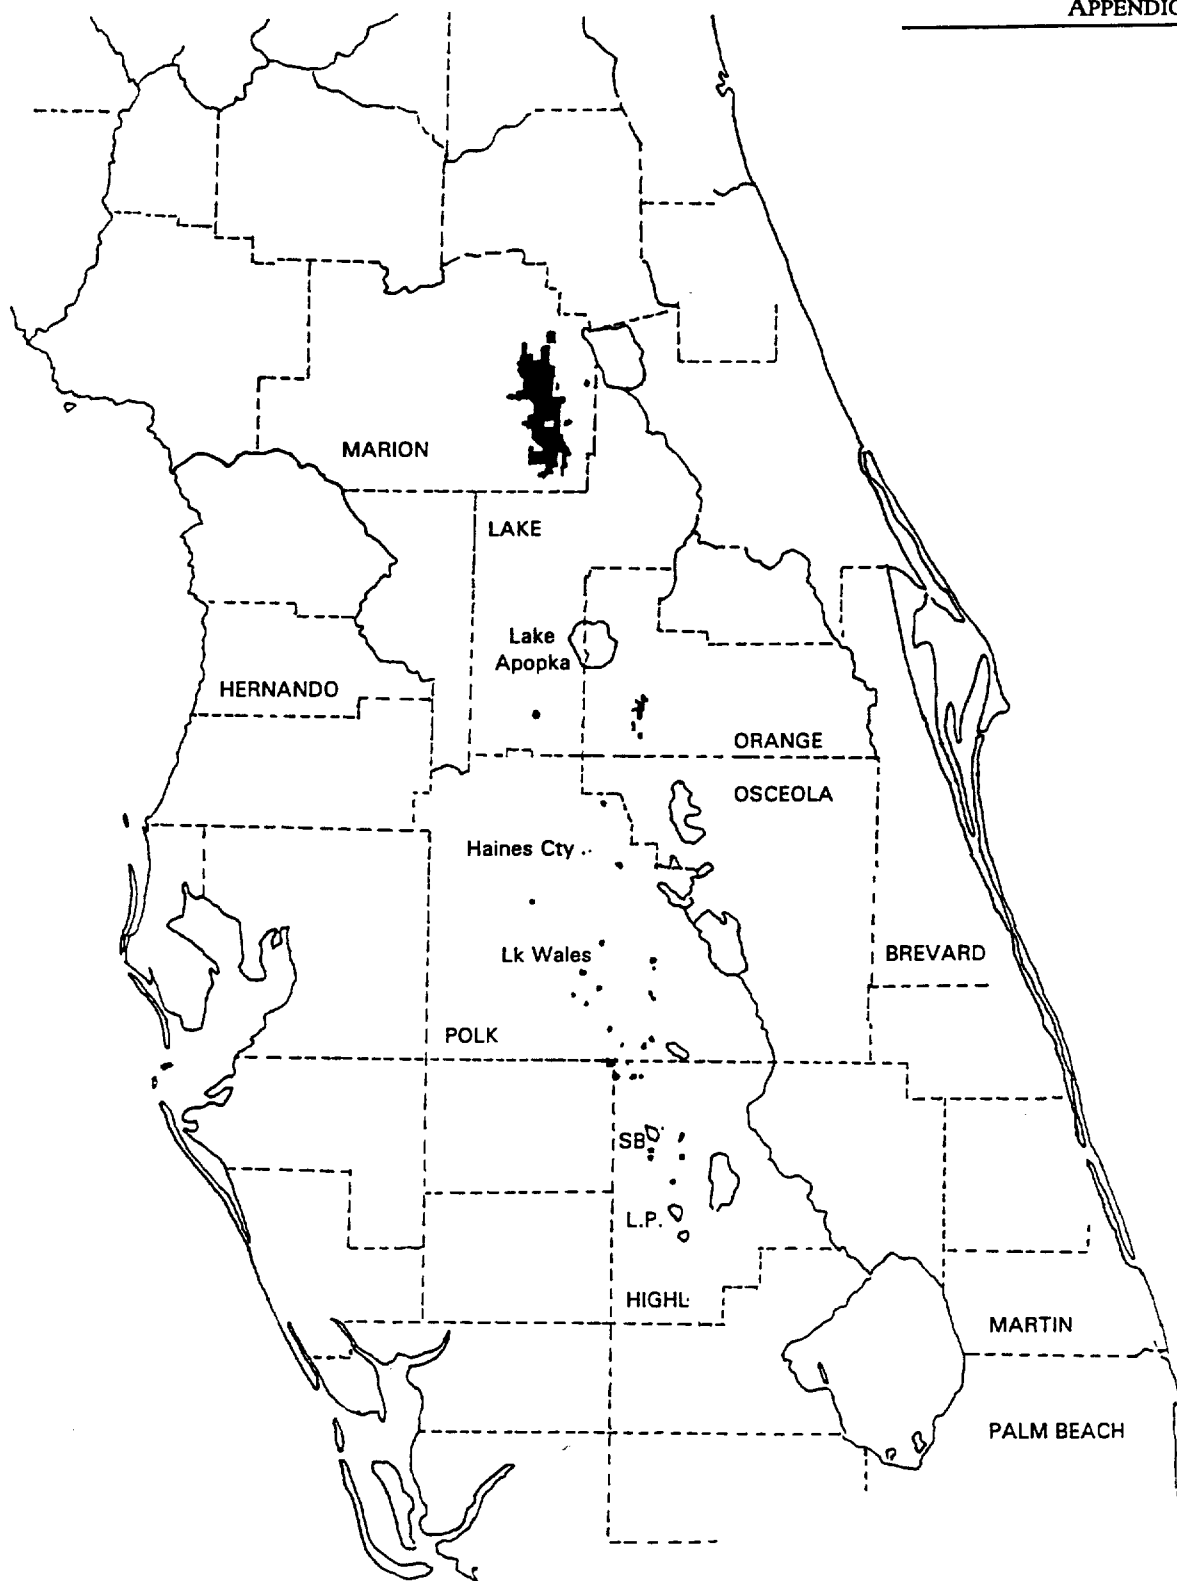 APPENDIC
MARION
LAKE
Lake
Apopka
HERNANDO
ORANGE
OSCEOLA
Haines Cty
Lk Wales
BREVARD
POLK
SB
L.P.
HIGHL
MARTIN
PALM BEACH